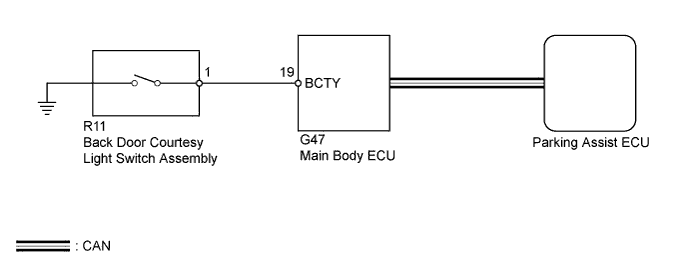 1
19
BCTY
R11
Back Door Courtesy
Light Switch Assembly
G47
Main Body ECU
Parking Assist ECU
: CAN